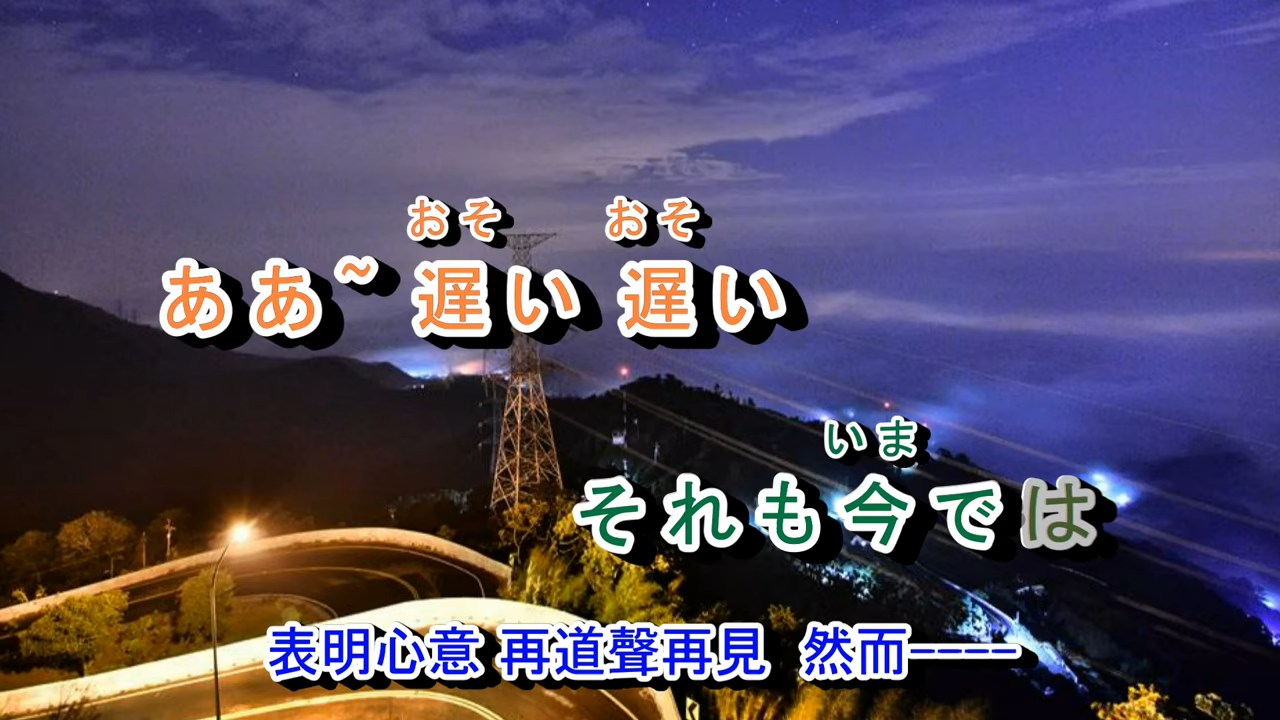 おそ おそ
ああ~ 遅い 遅い
いま
それも今では
表明心意 再道聲再見 然而----